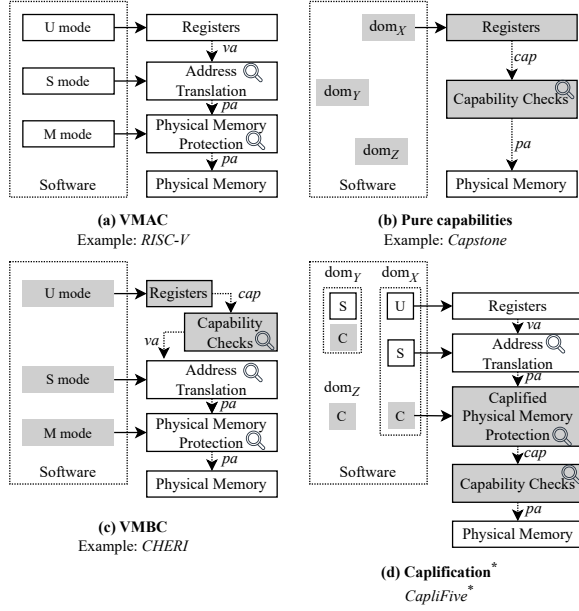 U mode
Registers
va
S mode
Address
Translation
pa
M mode
Physical Memory
Protection
pa
Software
Physical Memory
(a) VMAC
Example: RISC-V
domX
Registers
cap
domY
Capability Checks
domZ
pa
Software
Physical Memory
(b) Pure capabilities
Example: Capstone
U mode
Registers
cap
Capability
Checks
va
S mode
Address
Translation
pa
M mode
Physical Memory
Protection
pa
Software
Physical Memory
(c) VMBC
Example: CHERI
domY domX
S
U
Registers
va
C
S
Address
Translation
pa
domZ
C
C
Caplified
Physical Memory
Protection
cap
Software
Capability Checks
pa
Physical Memory
(d) Caplification*
CapliFive*